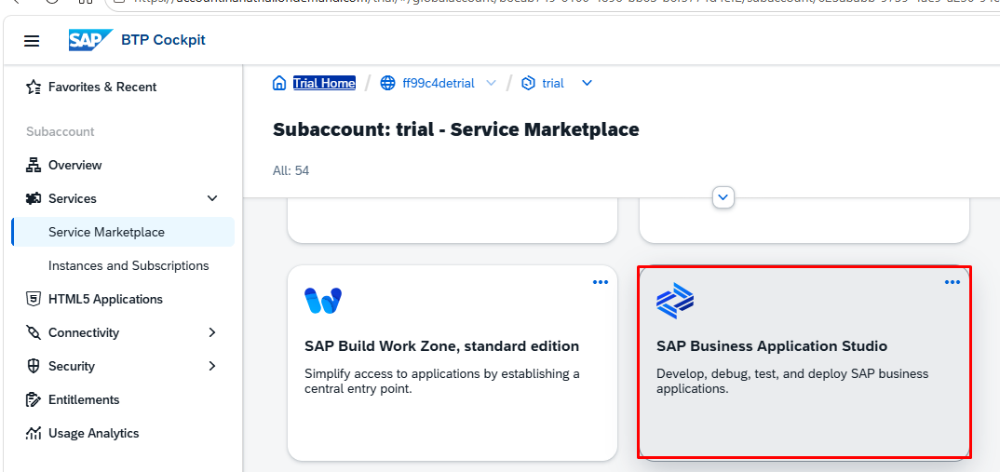 SAP BTP Cockpit
Favorites & Recent
Subaccount
Overview
Services
Service Marketplace
Instances and Subscriptions
HTML5 Applications
Connectivity
Security
Entitlements
Usage Analytics
Trial Home / ff99c4detrial / trial
Subaccount: trial - Service Marketplace
All: 54
SAP Build Work Zone, standard edition
Simplify access to applications by establishing a
central entry point.
SAP Business Application Studio
Develop, debug, test, and deploy SAP business
applications.